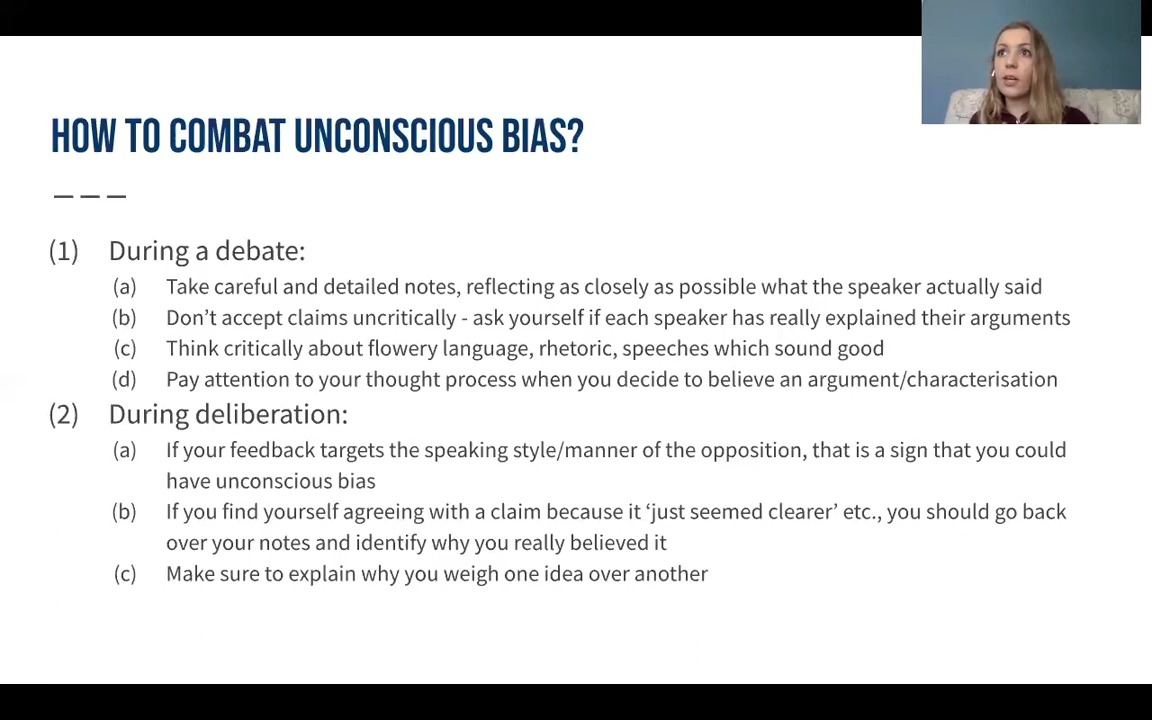 HOW TO COMBAT UNCONSCIOUS BIAS?
(1) During a debate:
(a) Take careful and detailed notes, reflecting as closely as possible what the speaker actually said
(b) Don’t accept claims uncritically - ask yourself if each speaker has really explained their arguments
(c) Think critically about flowery language, rhetoric, speeches which sound good
(d) Pay attention to your thought process when you decide to believe an argument/characterisation
(2) During deliberation:
(a) If your feedback targets the speaking style/manner of the opposition, that is a sign that you could
have unconscious bias
(b) If you find yourself agreeing with a claim because it ‘just seemed clearer’ etc., you should go back
over your notes and identify why you really believed it
(c) Make sure to explain why you weigh one idea over another